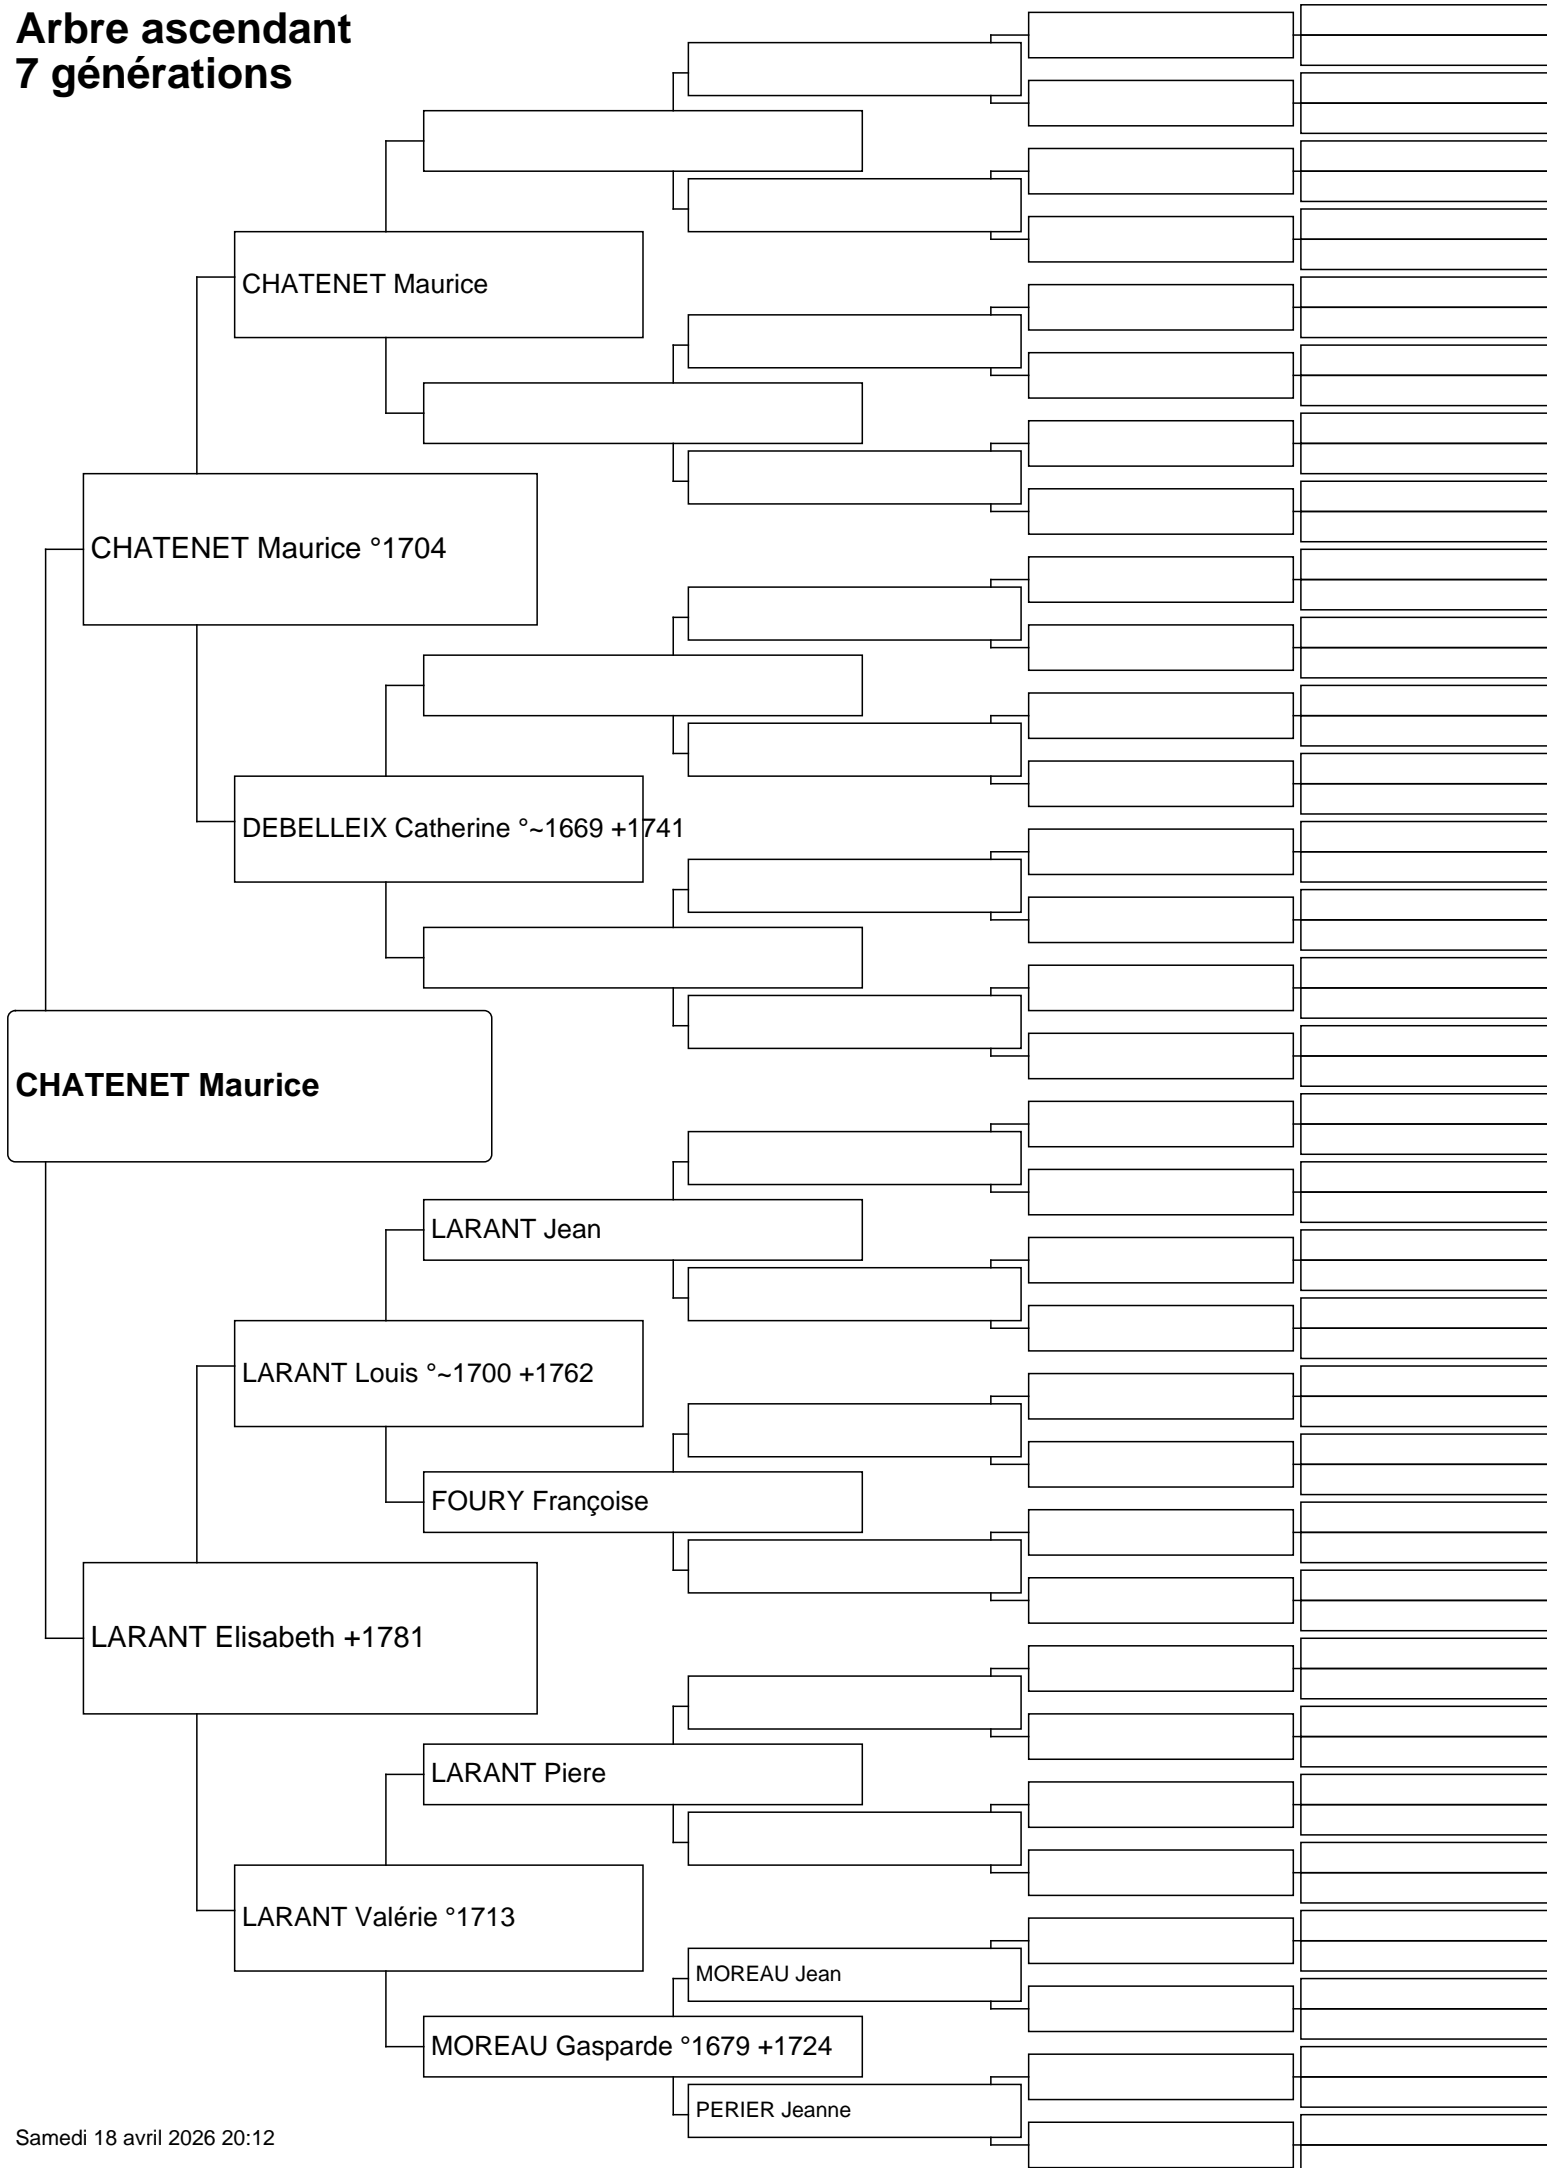 Arbre ascendant
7 générations
CHATENET Maurice
CHATENET Maurice °1704
DEBELLEIX Catherine °~1669 +1741
CHATENET Maurice
LARANT Jean
LARANT Louis °~1700 +1762
FOURY Françoise
LARANT Elisabeth +1781
LARANT Piere
LARANT Valérie °1713
MOREAU Jean
MOREAU Gasparde °1679 +1724
PERIER Jeanne
Samedi 18 avril 2026 20:12